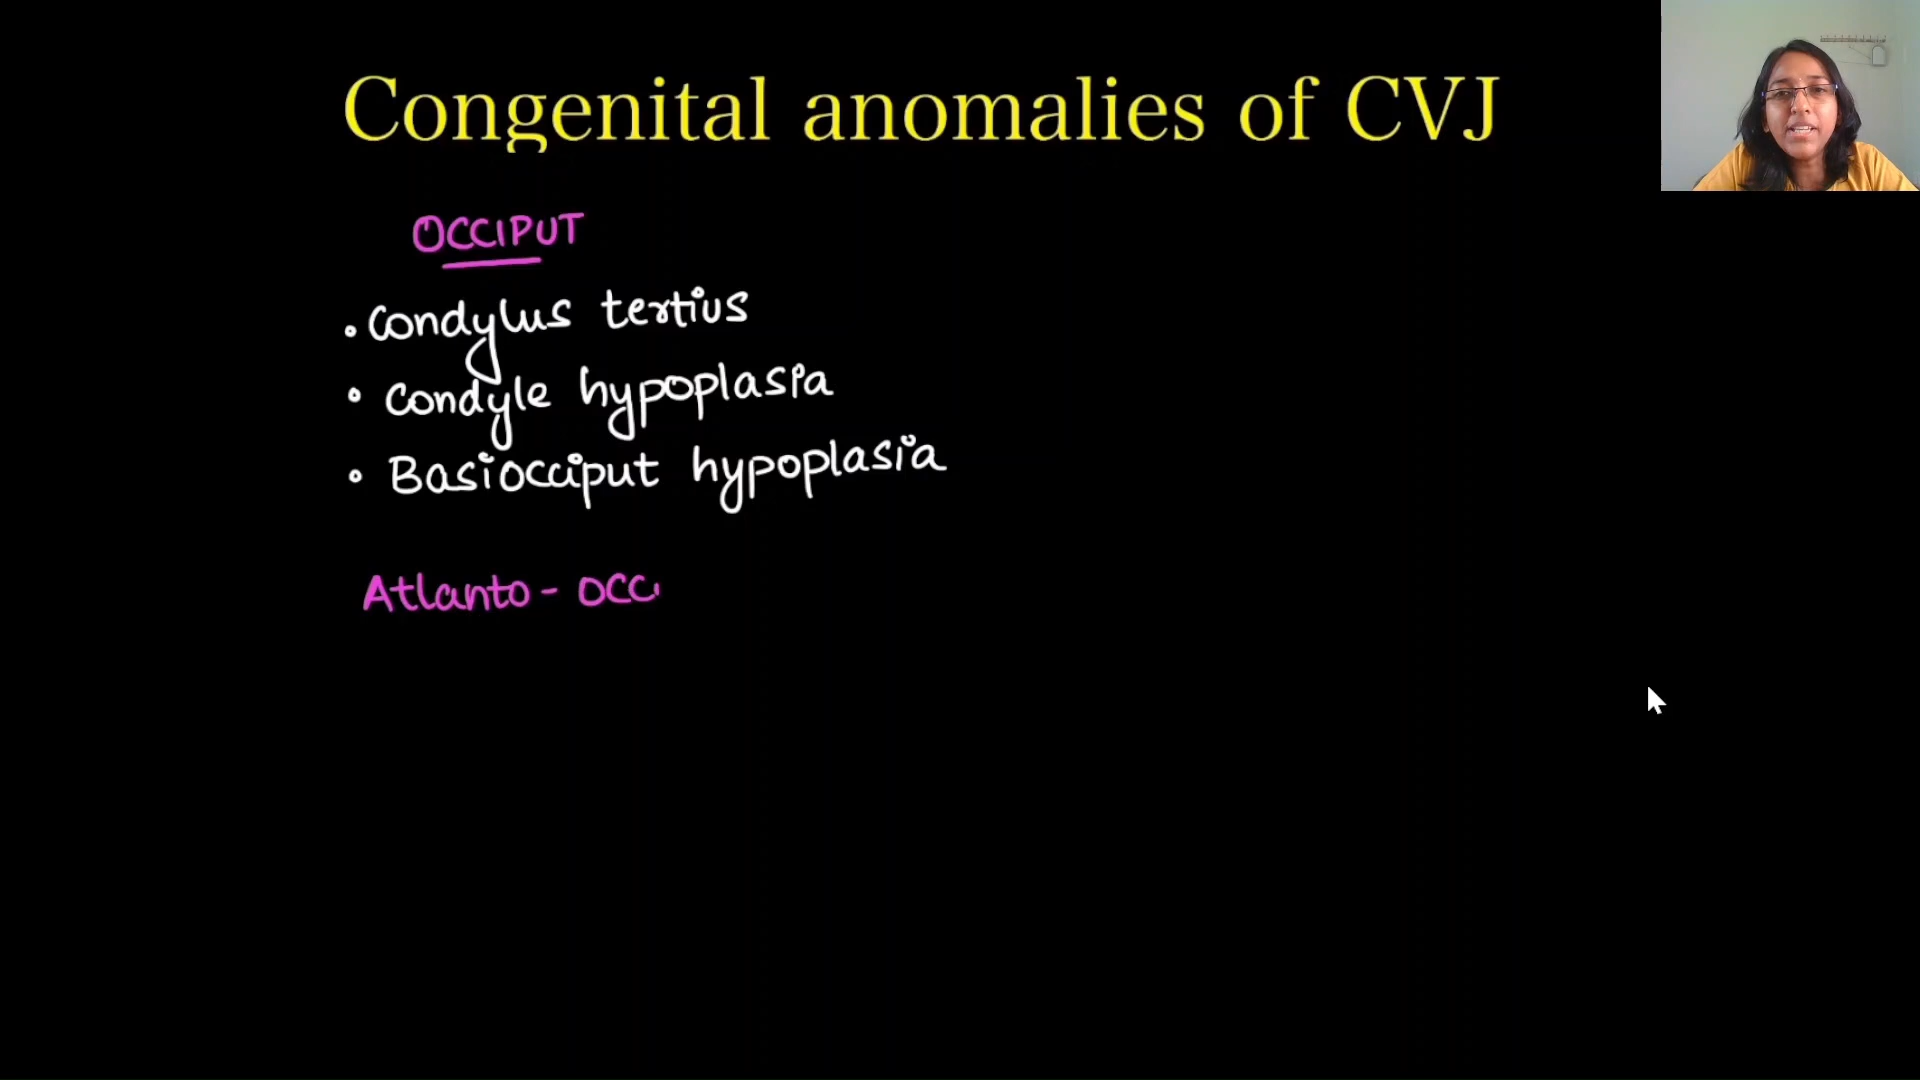 Congenital anomalies of CVJ
OCCIPUT
• Condylus tertius
• Condyle hypoplasia
• Basiocciput hypoplasia
Atlanto - occ